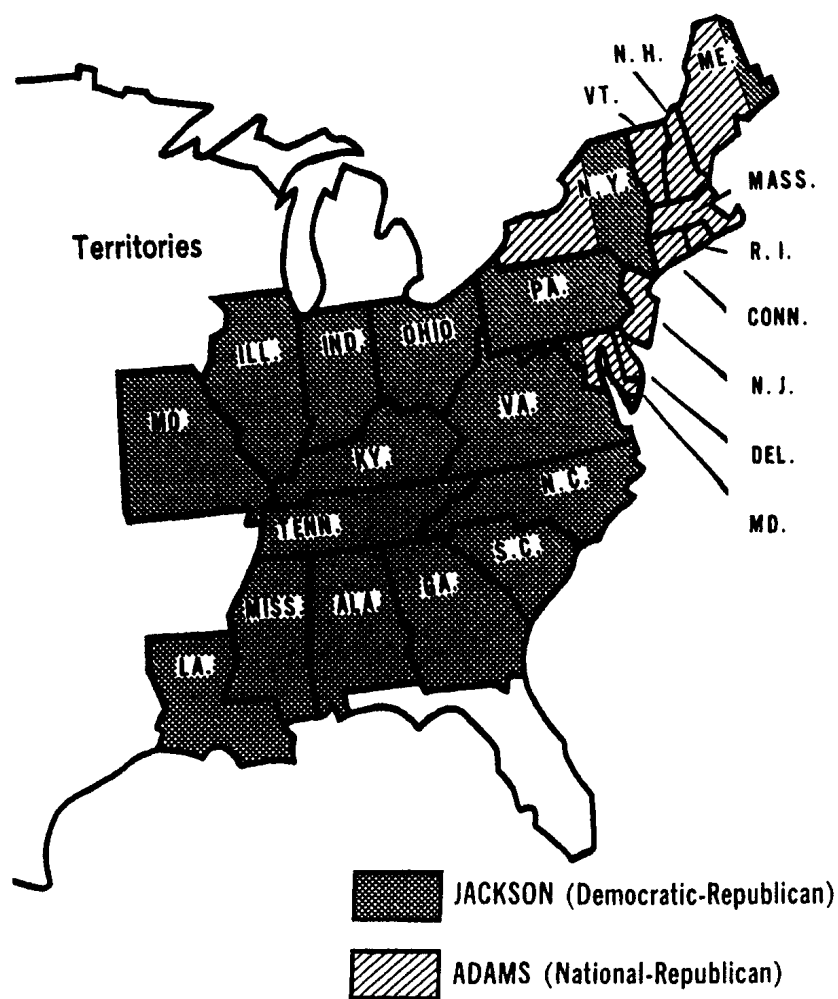 N. H.
ME.
VT.
N.Y.
MASS.
Territories
R. I.
PA.
CONN.
ILL.
IND.
OHIO
N. J.
MO.
VA.
DEL.
KY.
N.C.
MD.
TENN.
S.C.
MISS.
ALA.
GA.
LA.
JACKSON (Democratic-Republican)
ADAMS (National-Republican)